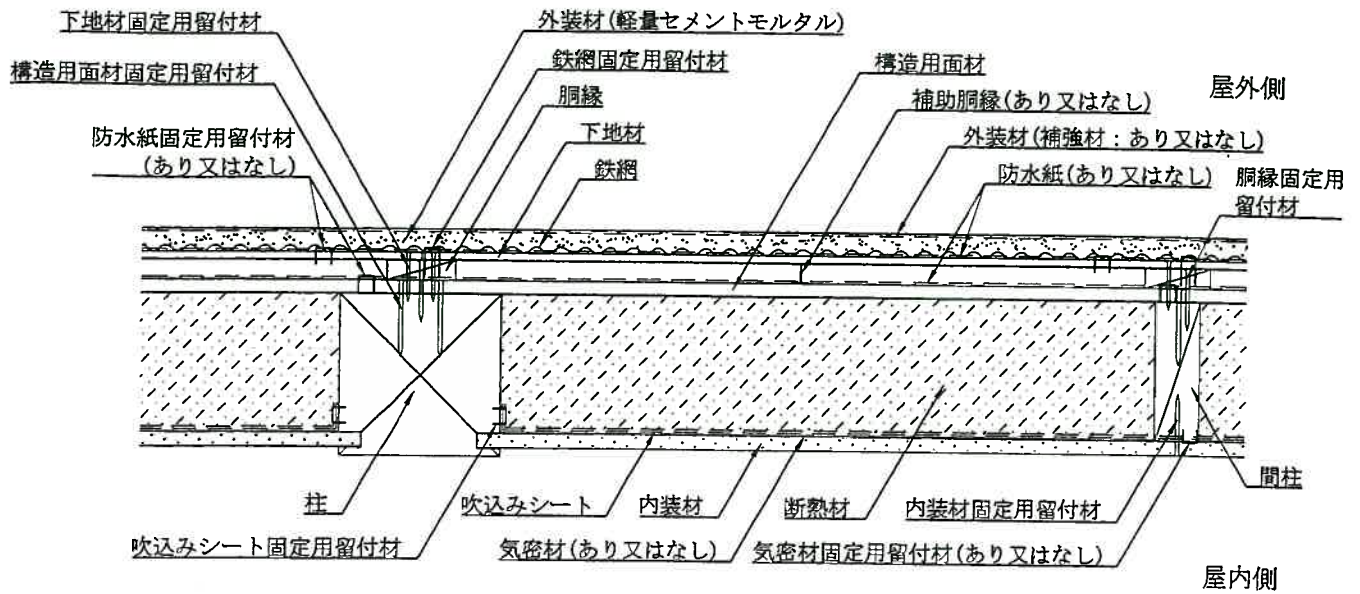 下地材固定用留付材
外装材(軽量セメントモルタル)
構造用面材固定用留付材
鉄網固定用留付材
構造用面材
屋外側
胴縁
補助胴縁(あり又はなし)
防水紙固定用留付材
(あり又はなし)
下地材
外装材(補強材：あり又はなし)
鉄網
防水紙(あり又はなし)
胴縁固定用
留付材
柱
吹込みシート
内装材
断熱材
内装材固定用留付材
間柱
吹込みシート固定用留付材
気密材(あり又はなし)
気密材固定用留付材(あり又はなし)
屋内側